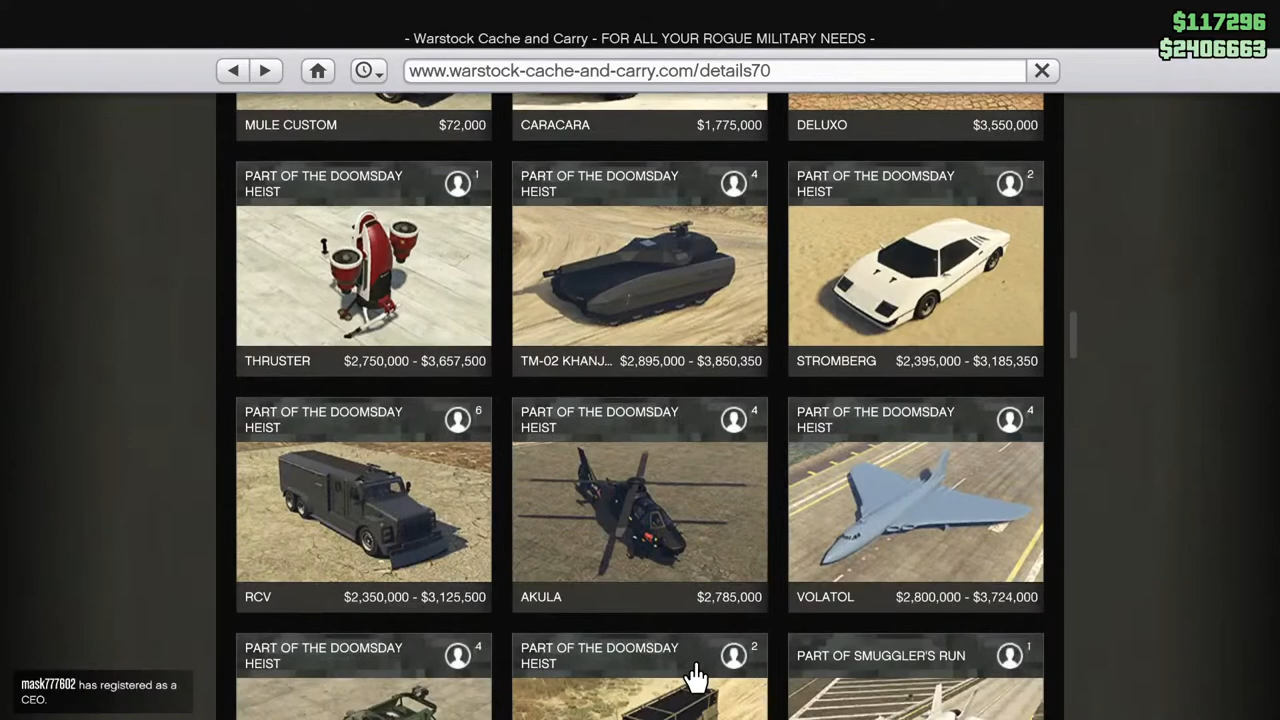 $117296
$2406663
- Warstock Cache and Carry - FOR ALL YOUR ROGUE MILITARY NEEDS -
www.warstock-cache-and-carry.com/details70
MULE CUSTOM $72,000
CARACARA $1,775,000
DELUXO $3,550,000
PART OF THE DOOMSDAY
HEIST
1
PART OF THE DOOMSDAY
HEIST
4
PART OF THE DOOMSDAY
HEIST
2
THRUSTER $2,750,000 - $3,657,500
TM-02 KHANJ... $2,895,000 - $3,850,350
STROMBERG $2,395,000 - $3,185,350
PART OF THE DOOMSDAY
HEIST
6
PART OF THE DOOMSDAY
HEIST
4
PART OF THE DOOMSDAY
HEIST
4
RCV $2,350,000 - $3,125,500
AKULA $2,785,000
VOLATOL $2,800,000 - $3,724,000
PART OF THE DOOMSDAY
HEIST
4
PART OF THE DOOMSDAY
HEIST
2
PART OF SMUGGLER'S RUN
1
mask777602 has registered as a
CEO.